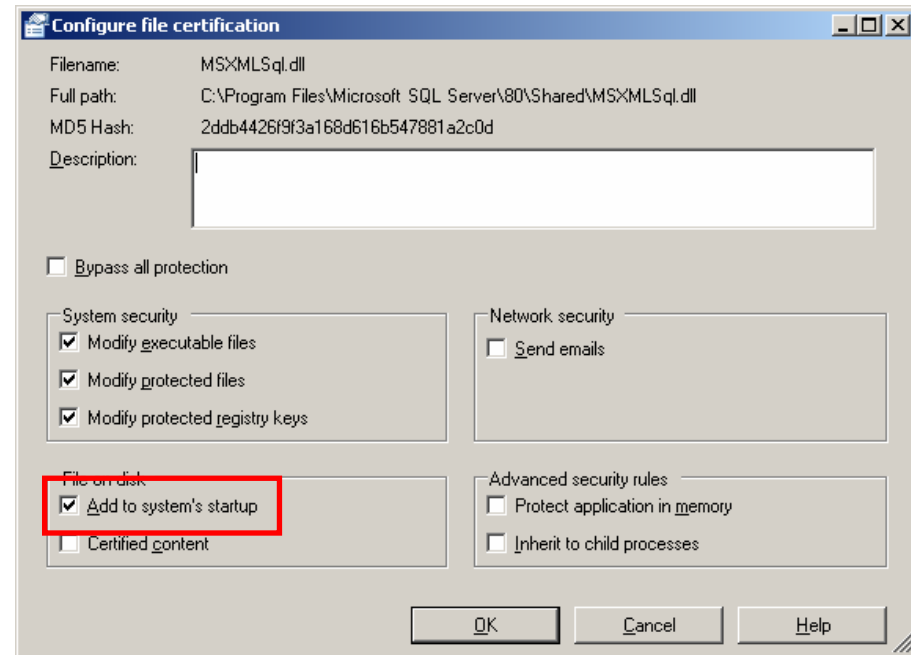 Configure file certification
Filename: MSXMLSql.dll
Full path: C:\Program Files\Microsoft SQL Server\80\Shared\MSXMLSql.dll
MD5 Hash: 2ddb4426f9f3a168d616b547881a2c0d
Description:
Bypass all protection
System security
Modify executable files
Modify protected files
Modify protected registry keys
Network security
Send emails
File on disk
Add to system's startup
Certified content
Advanced security rules
Protect application in memory
Inherit to child processes
OK Cancel Help